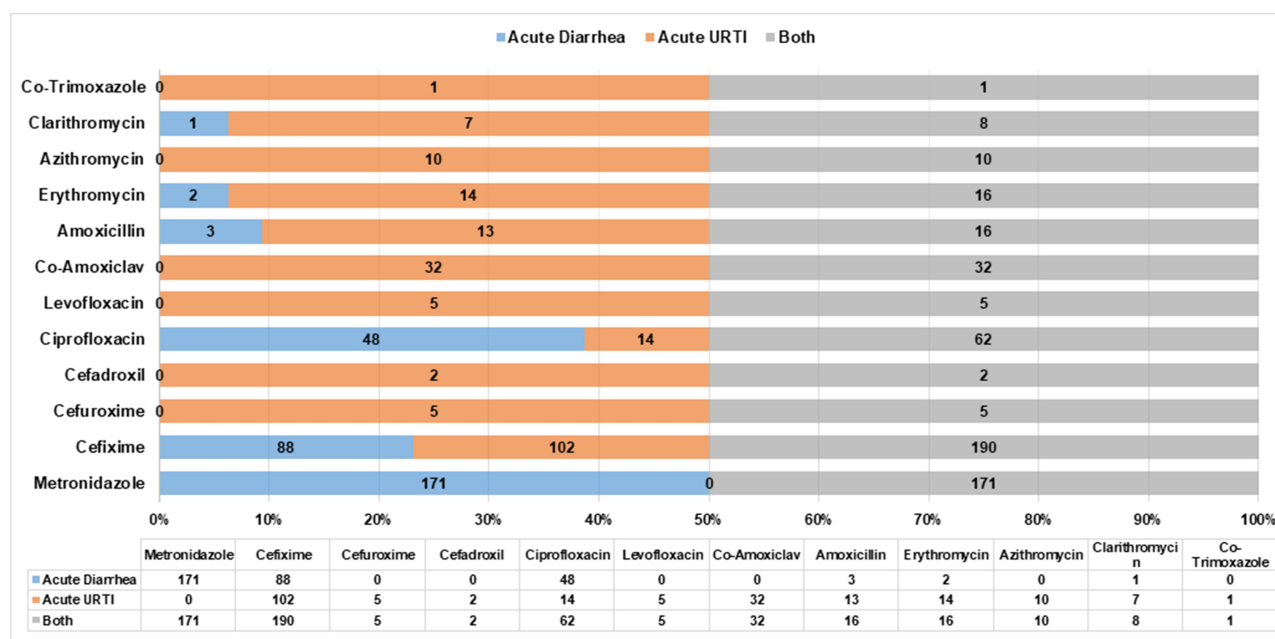 Acute Diarrhea Acute URTI Both
Co-Trimoxazole 0 1 1
Clarithromycin 1 7 8
Azithromycin 0 10 10
Erythromycin 2 14 16
Amoxicillin 3 13 16
Co-Amoxiclav 0 32 32
Levofloxacin 0 5 5
Ciprofloxacin 48 14 62
Cefadroxil 0 2 2
Cefuroxime 0 5 5
Cefixime 88 102 190
Metronidazole 171 0 171
0% 10% 20% 30% 40% 50% 60% 70% 80% 90% 100%
Metronidazole Cefixime Cefuroxime Cefadroxil Ciprofloxacin Levofloxacin Co-Amoxiclav Amoxicillin Erythromycin Azithromycin Clarithromyci Co-
n Trimoxazole
Acute Diarrhea 171 88 0 0 48 0 0 3 2 0 1 0
Acute URTI 0 102 5 2 14 5 32 13 14 10 7 1
Both 171 190 5 2 62 5 32 16 16 10 8 1